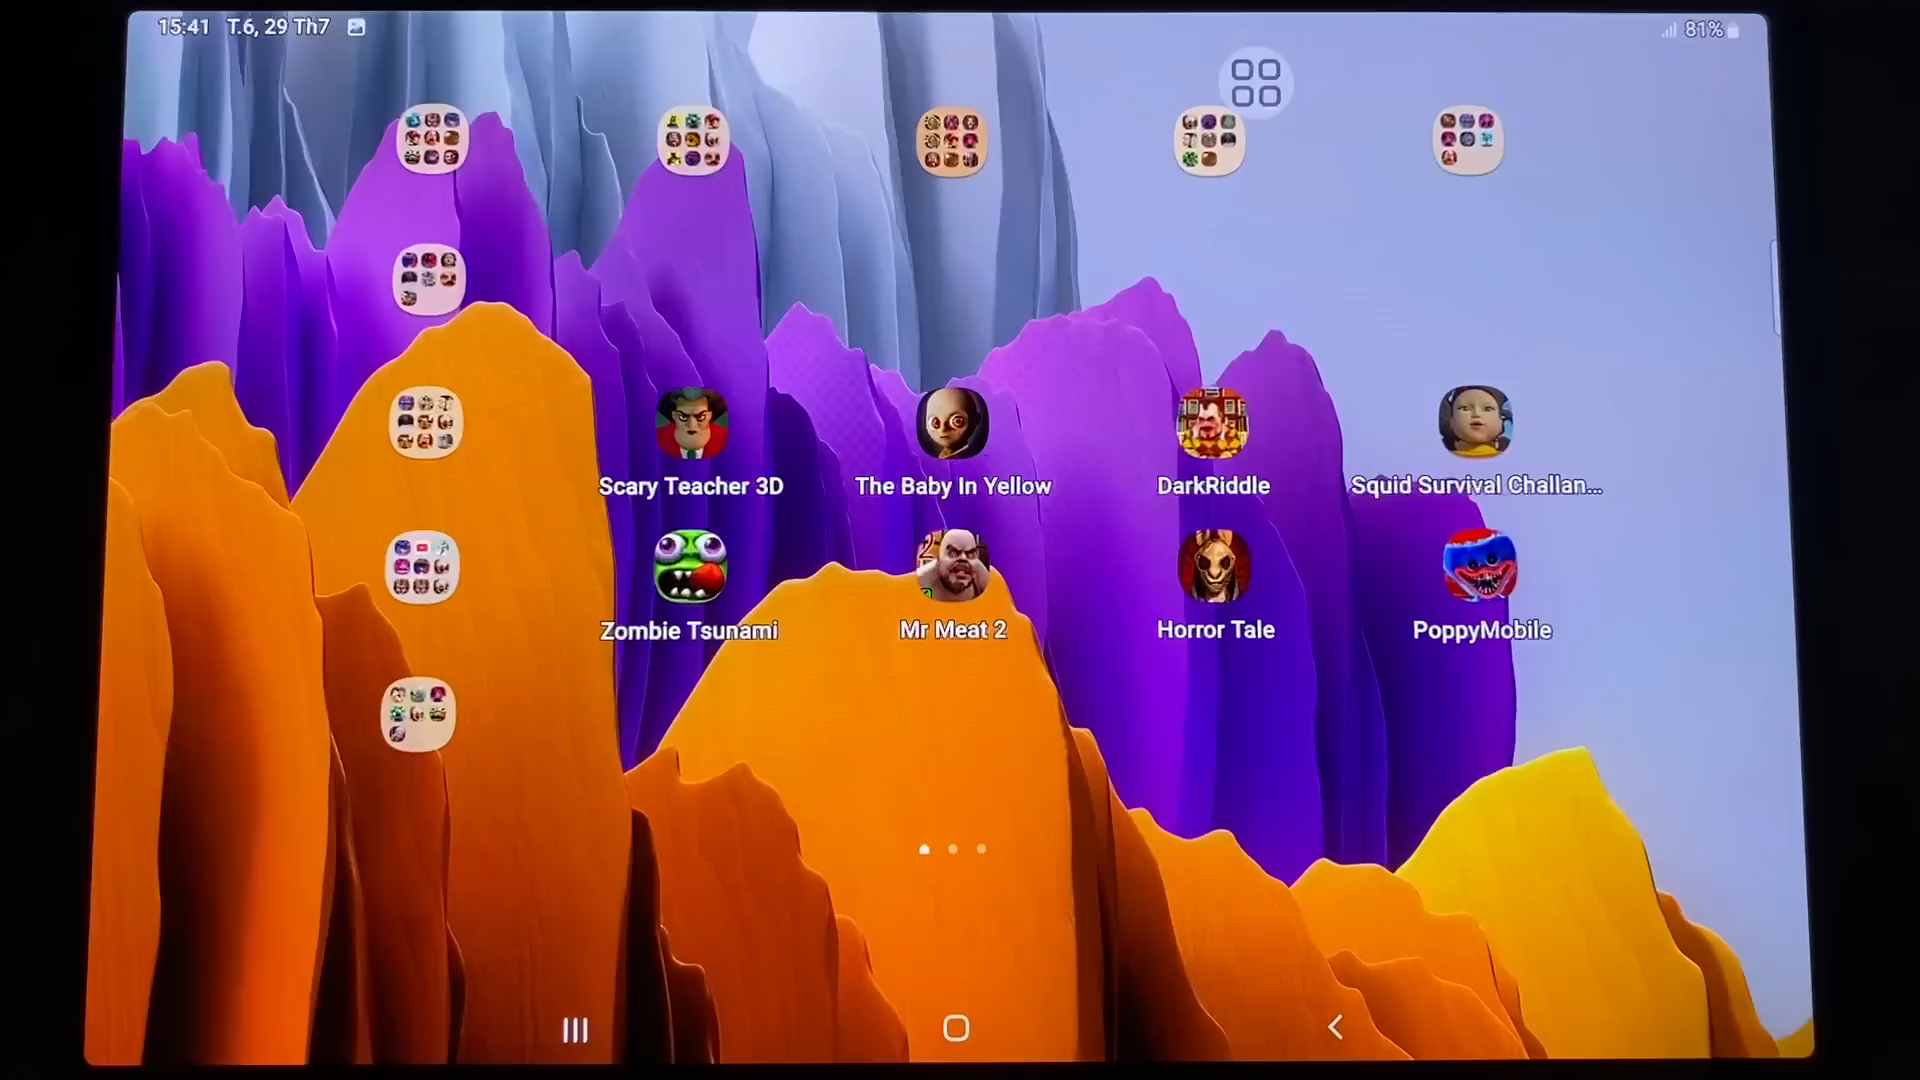 15:41 T.6, 29 Th7
81%
Scary Teacher 3D
The Baby In Yellow
DarkRiddle
Squid Survival Challan...
Zombie Tsunami
Mr Meat 2
Horror Tale
PoppyMobile